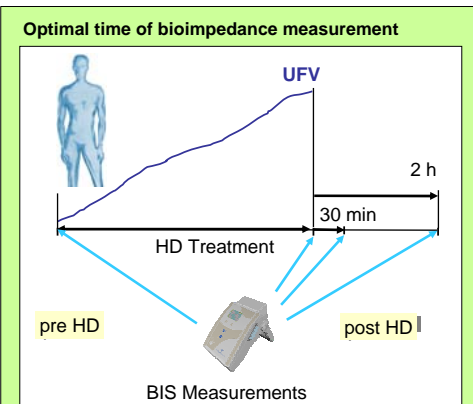 Optimal time of bioimpedance measurement
UFV
2 h
30 min
HD Treatment
pre HD
post HD
BIS Measurements